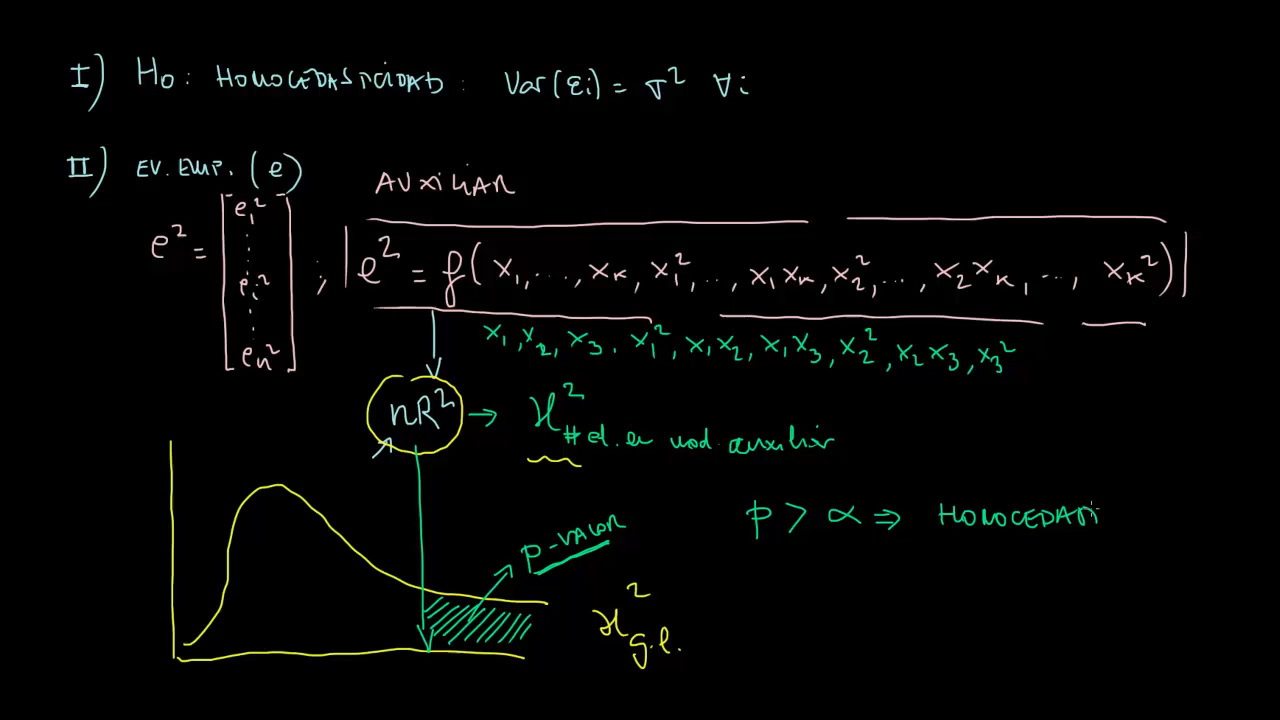 I) Ho: HOMOCEDASTICIDAD: Var(εi) = σ² ∀i
II) EV. EMP. (e)
AUXILIAR
e² = [e₁² ⋮ eᵢ² ⋮ eₙ²] ; e² = f(x₁, ..., xₖ, x₁², ..., x₁xₖ, x₂², ..., x₂xₖ, ..., xₖ²)
x₁, x₂, x₃, x₁², x₁x₂, x₁x₃, x₂², x₂x₃, x₃²
nR² → χ² # el. en mod. auxiliar
p > α ⇒ HOMOCEDASTI
p-VALOR
χ² g.l.